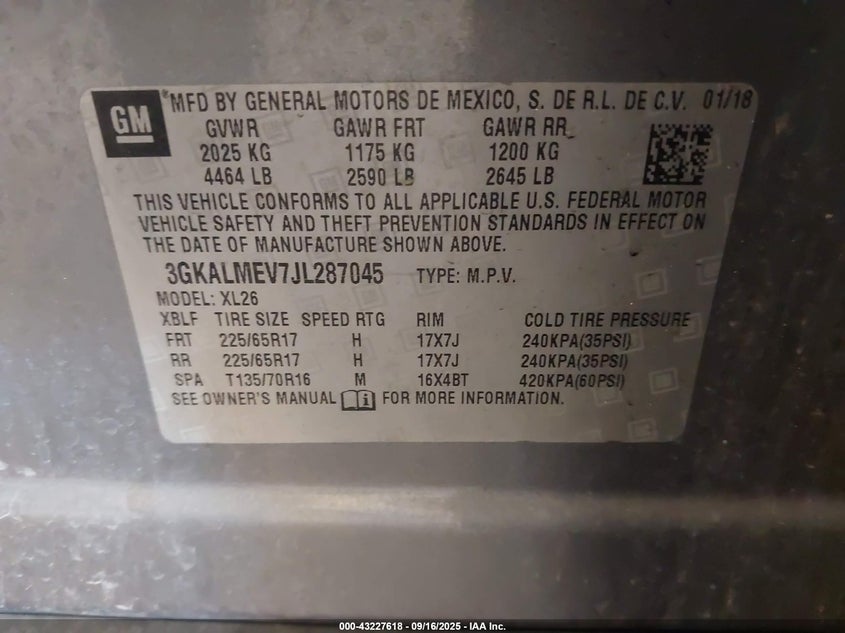 GM
*MFD BY GENERAL MOTORS DE MEXICO, S. DE R.L. DE C.V. 01/18
GVWR GAWR FRT GAWR RR
2025 KG 1175 KG 1200 KG
4464 LB 2590 LB 2645 LB
THIS VEHICLE CONFORMS TO ALL APPLICABLE U.S. FEDERAL MOTOR
VEHICLE SAFETY AND THEFT PREVENTION STANDARDS IN EFFECT ON
THE DATE OF MANUFACTURE SHOWN ABOVE.
3GKALMEV7JL287045 TYPE: M.P.V.
MODEL: XL26
XBLF TIRE SIZE SPEED RTG RIM COLD TIRE PRESSURE
FRT 225/65R17 H 17X7J 240KPA(35PSI)
RR 225/65R17 H 17X7J 240KPA(35PSI)
SPA T135/70R16 M 16X4BT 420KPA(60PSI)
SEE OWNER'S MANUAL i FOR MORE INFORMATION.
000-43227618 - 09/16/2025 - IAA Inc.